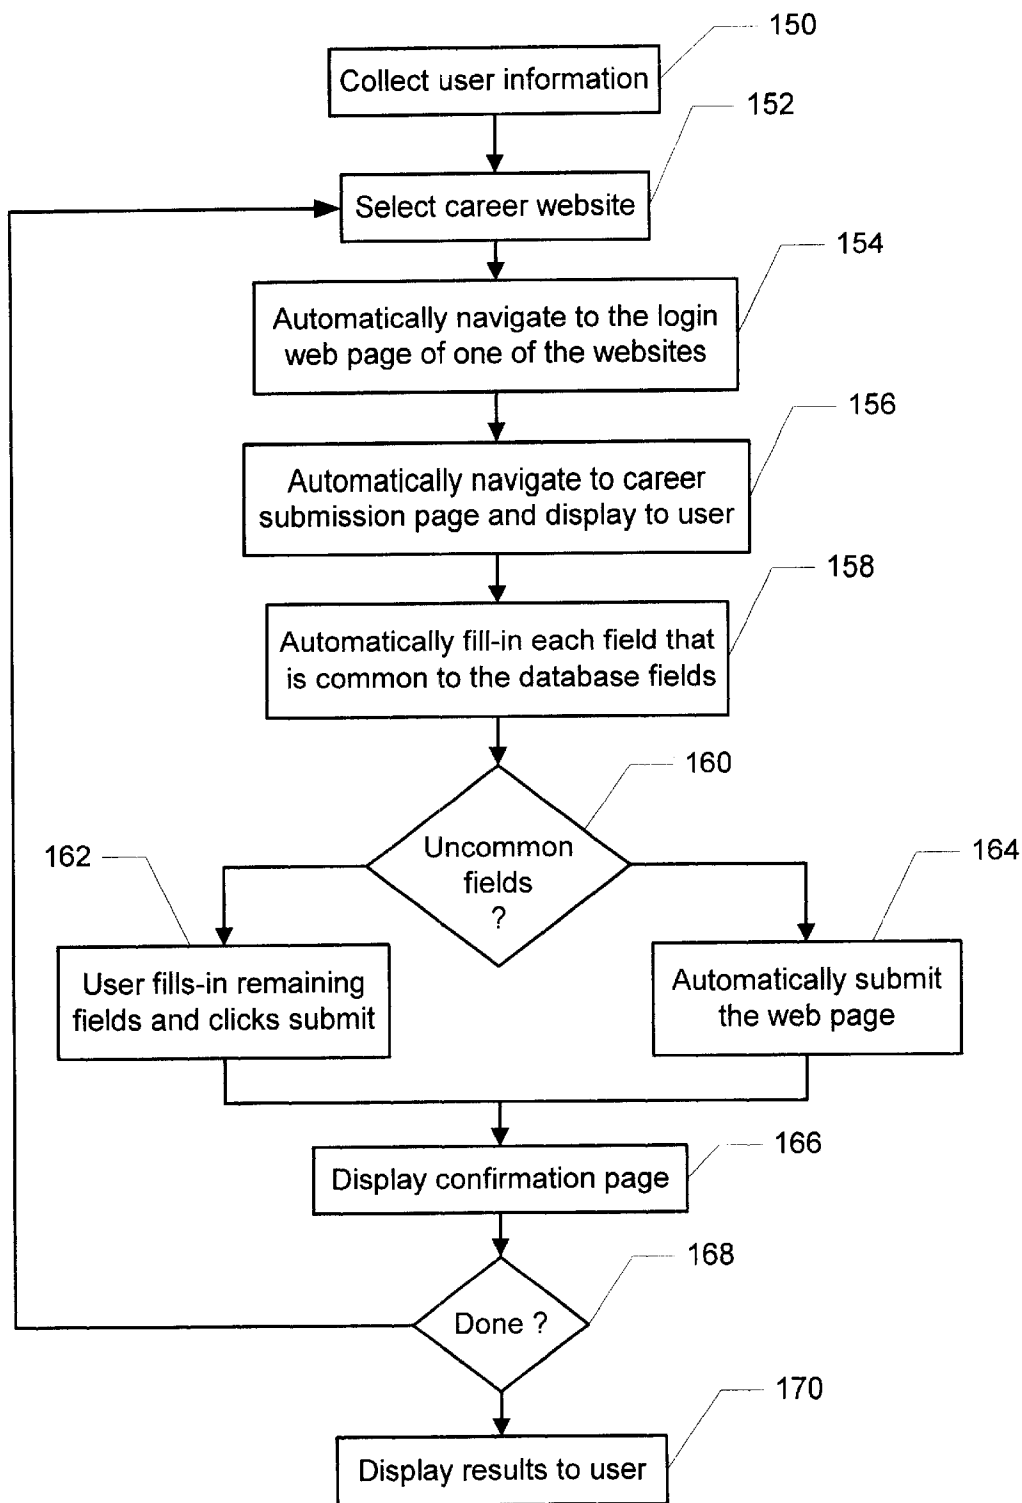 150
Collect user information
152
Select career website
154
Automatically navigate to the login
web page of one of the websites
156
Automatically navigate to career
submission page and display to user
158
Automatically fill-in each field that
is common to the database fields
160
Uncommon
fields
?
162
164
User fills-in remaining
fields and clicks submit
Automatically submit
the web page
166
Display confirmation page
168
Done ?
170
Display results to user